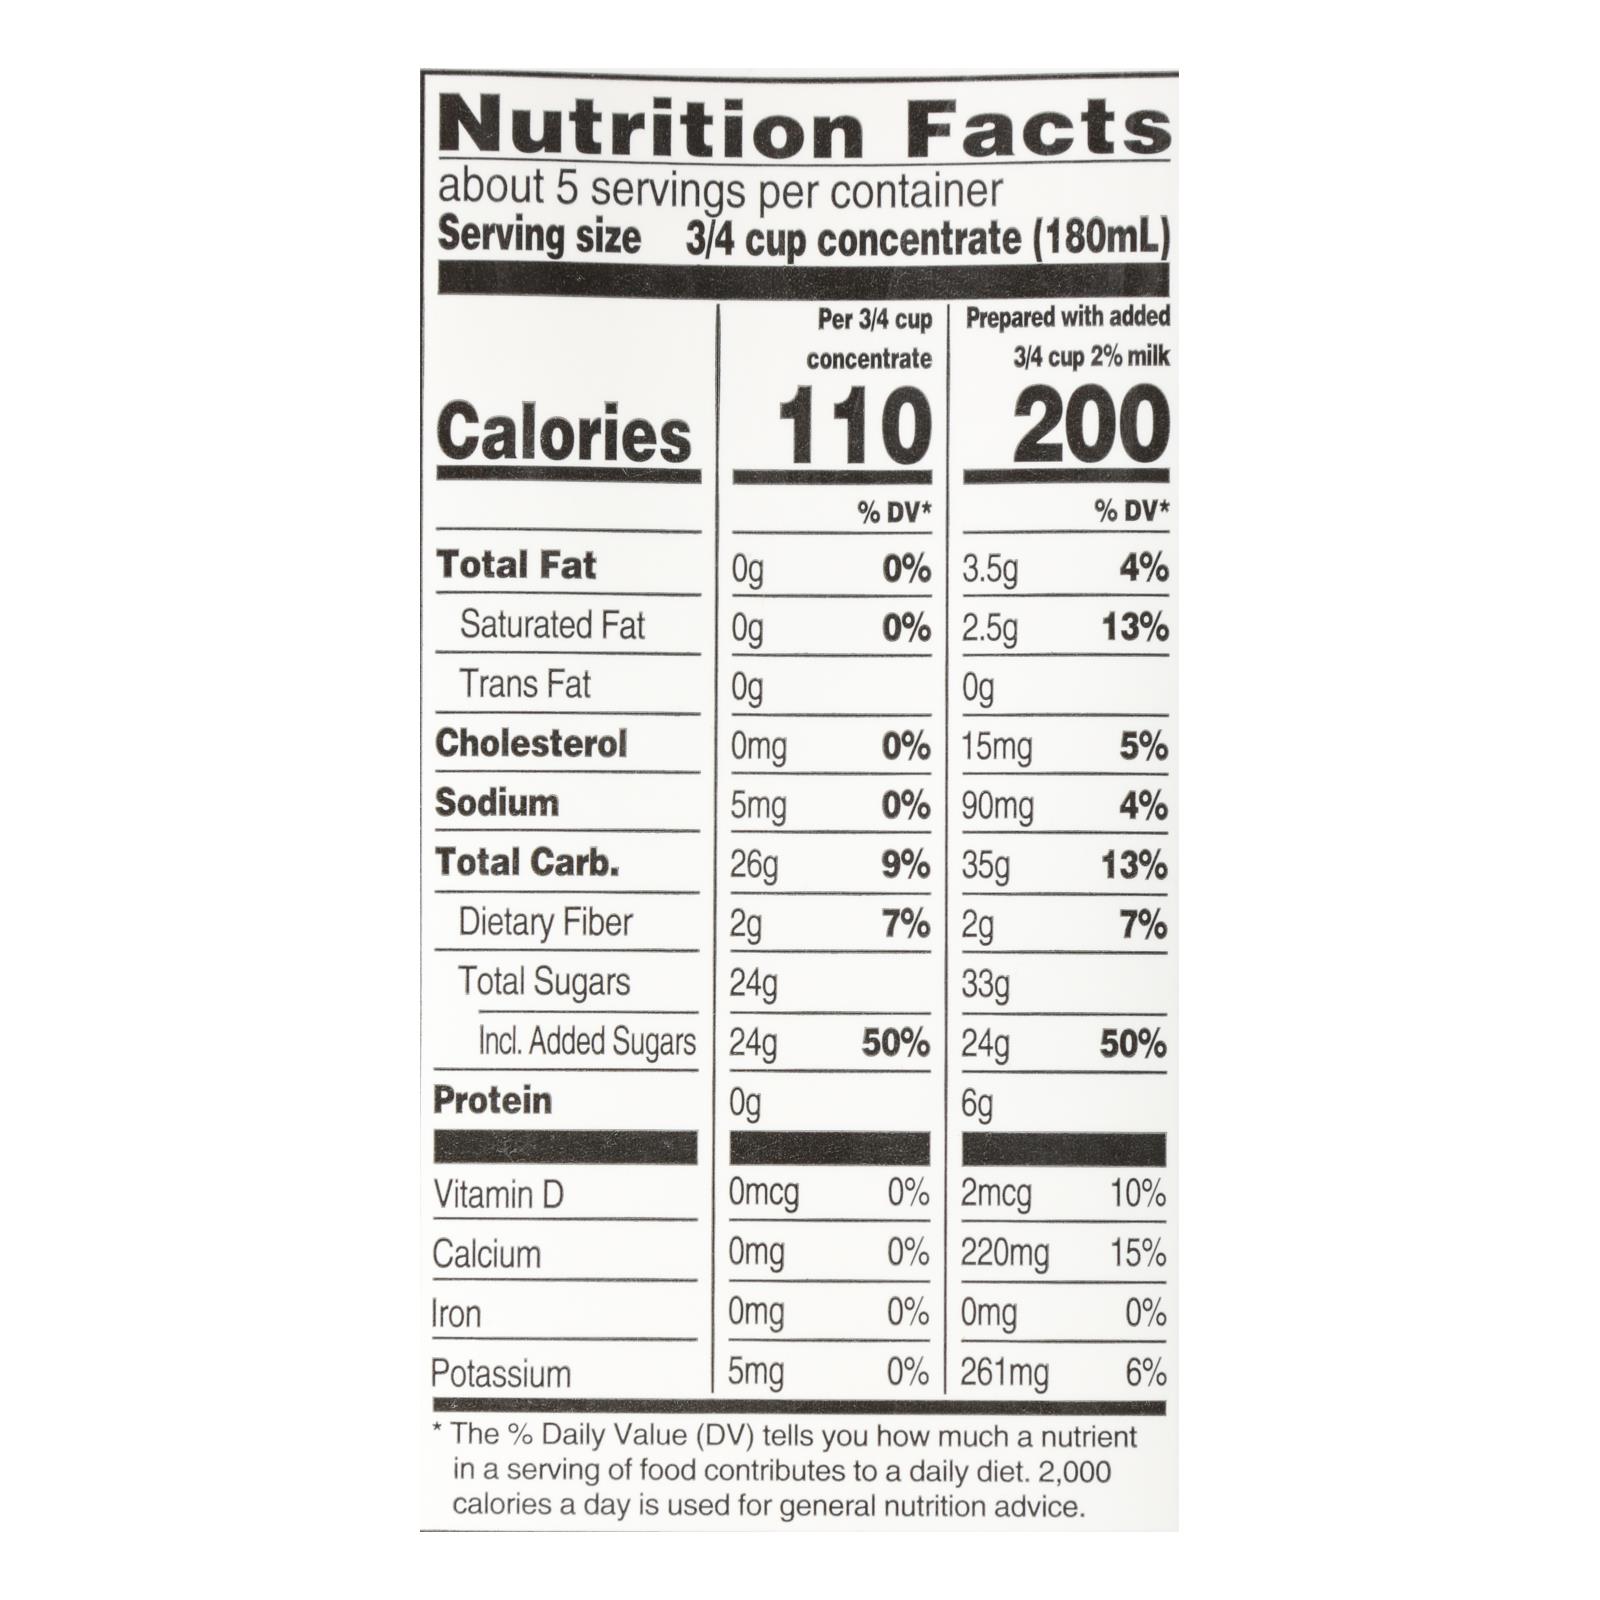 Nutrition Facts
about 5 servings per container
Serving size 3/4 cup concentrate (180mL)
Per 3/4 cup concentrate
Prepared with added 3/4 cup 2% milk
Calories 110 200
% DV* % DV*
Total Fat 0g 0% 3.5g 4%
Saturated Fat 0g 0% 2.5g 13%
Trans Fat 0g 0g
Cholesterol 0mg 0% 15mg 5%
Sodium 5mg 0% 90mg 4%
Total Carb. 26g 9% 35g 13%
Dietary Fiber 2g 7% 2g 7%
Total Sugars 24g 33g
Incl. Added Sugars 24g 50% 24g 50%
Protein 0g 6g
Vitamin D 0mcg 0% 2mcg 10%
Calcium 0mg 0% 220mg 15%
Iron 0mg 0% 0mg 0%
Potassium 5mg 0% 261mg 6%
* The % Daily Value (DV) tells you how much a nutrient
in a serving of food contributes to a daily diet. 2,000
calories a day is used for general nutrition advice.